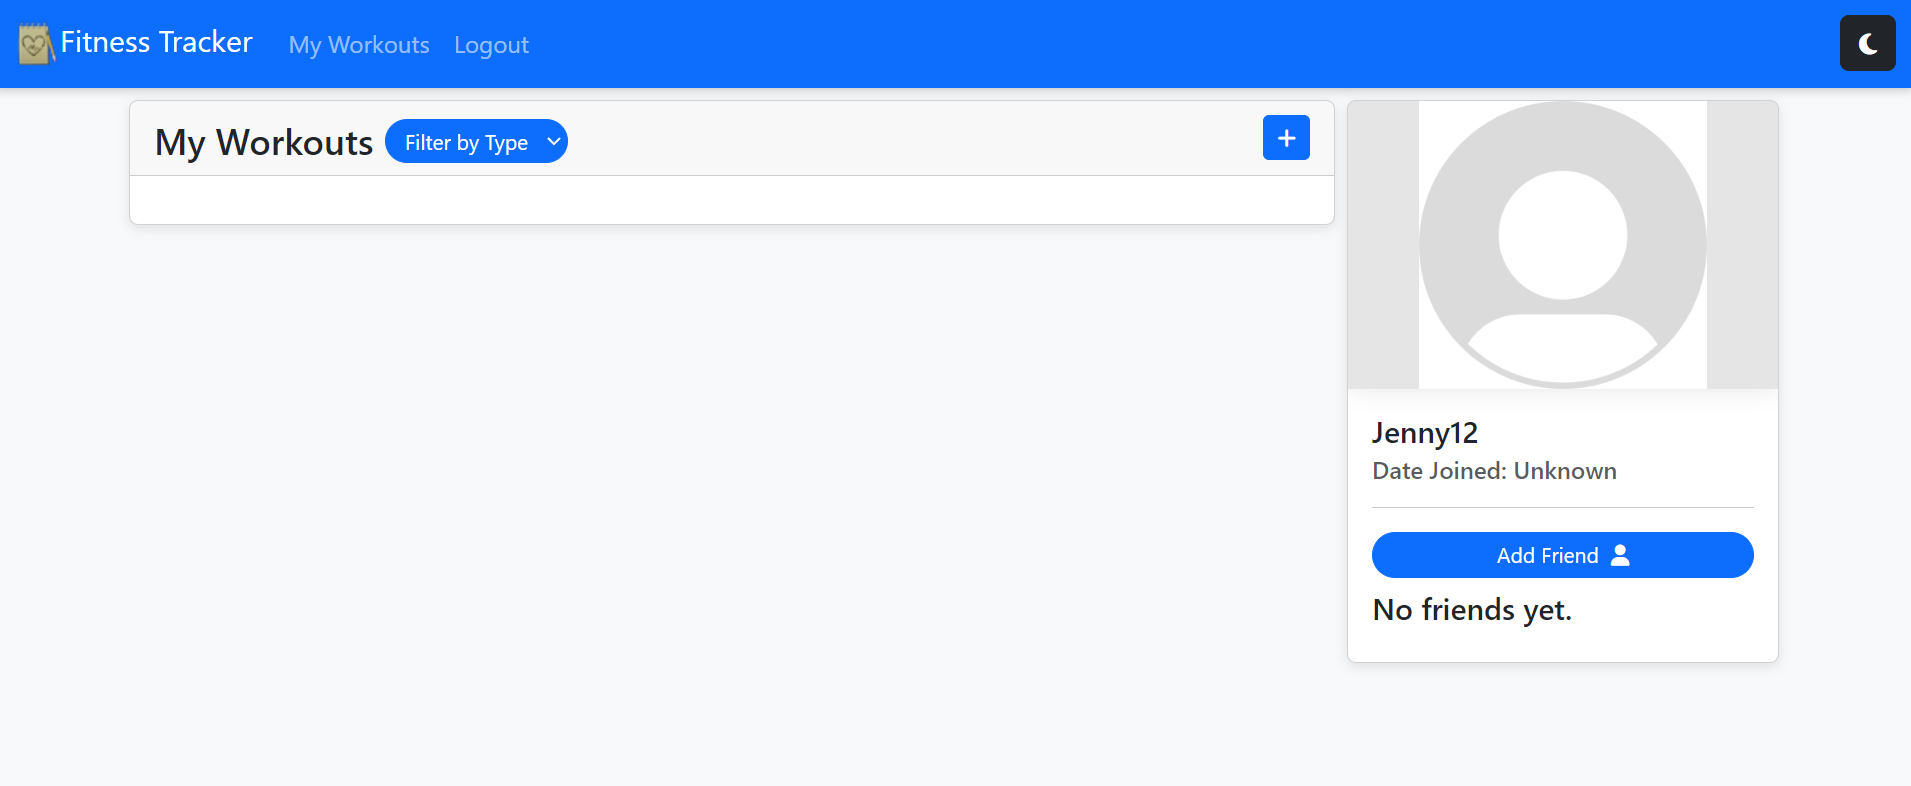 Fitness Tracker My Workouts Logout
My Workouts Filter by Type
Jenny12
Date Joined: Unknown
Add Friend
No friends yet.